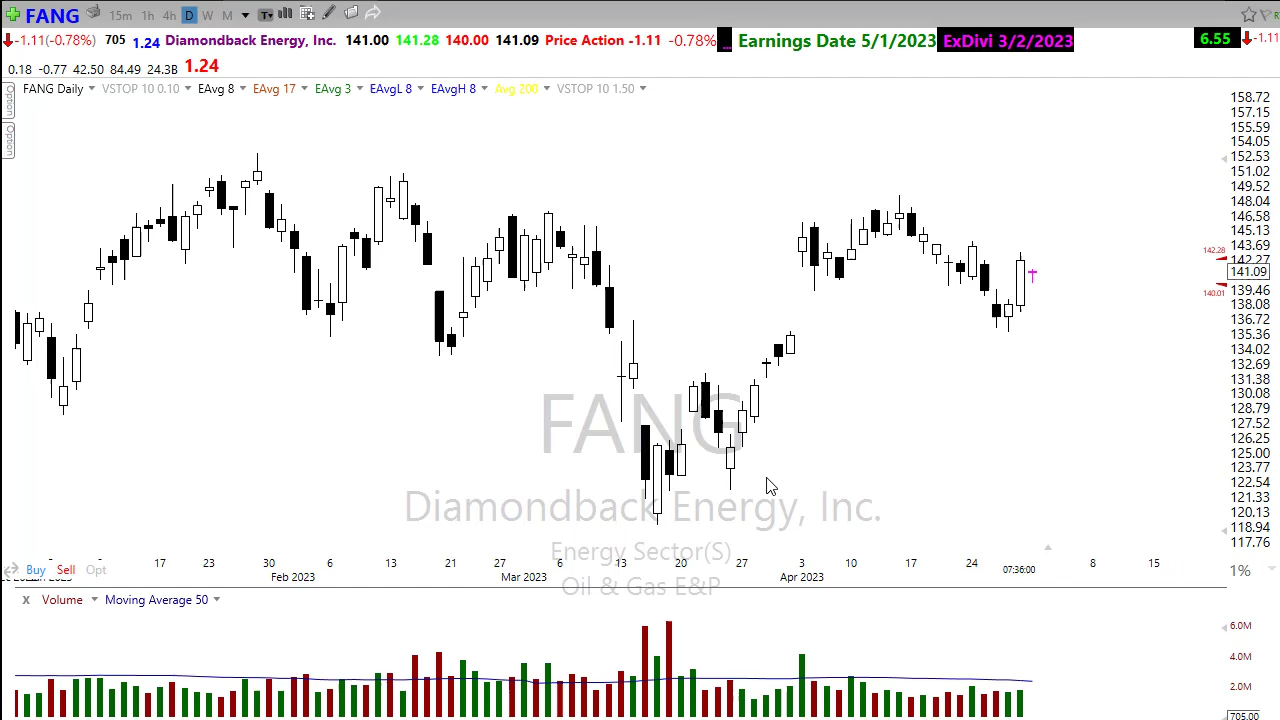 FANG 15m 1h 4h D W M T
-1.11(-0.78%) 705 1.24 Diamondback Energy, Inc. 141.00 141.28 140.00 141.09 Price Action -1.11 -0.78% ... Earnings Date 5/1/2023 ExDivi 3/2/2023 6.55 -1.11
0.18 -0.77 42.50 84.49 24.3B 1.24
Option
Option
FANG Daily VSTOP 10 0.10 EAvg 8 EAvg 17 EAvg 3 EAvgL 8 EAvgH 8 Avg 200 VSTOP 10 1.50
158.72
157.15
155.59
154.05
152.53
151.02
149.52
148.04
146.58
145.13
143.69
142.28
142.27
141.09
140.01
139.46
138.08
136.72
135.36
134.02
132.69
131.38
130.08
128.79
127.52
126.25
125.00
123.77
122.54
121.33
120.13
118.94
117.76
FANG
Diamondback Energy, Inc.
Energy Sector(S)
Oil & Gas E&P
17 23 30 6 13 21 27 6 13 20 27 3 10 17 24 07:36:00 8 15
Buy Sell Opt 1%
Feb 2023 Mar 2023 Apr 2023
X Volume Moving Average 50
6.0M
4.0M
2.0M
705.00